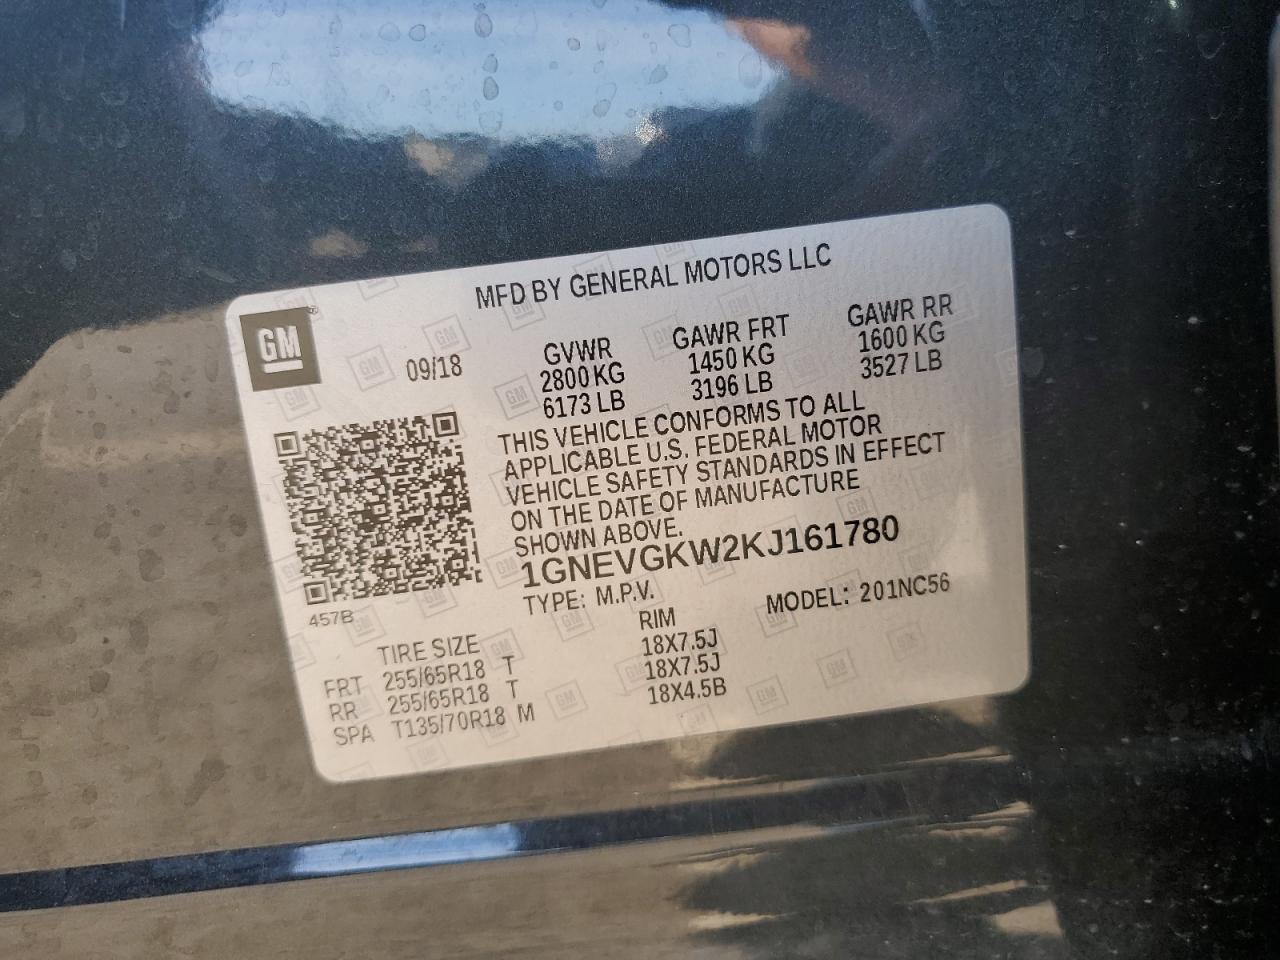 MFD BY GENERAL MOTORS LLC
GM®
09/18
GVWR GAWR FRT GAWR RR
2800 KG 1450 KG 1600 KG
6173 LB 3196 LB 3527 LB
THIS VEHICLE CONFORMS TO ALL
APPLICABLE U.S. FEDERAL MOTOR
VEHICLE SAFETY STANDARDS IN EFFECT
ON THE DATE OF MANUFACTURE
SHOWN ABOVE.
1GNEVGKW2KJ161780
457B
TYPE: M.P.V. MODEL: 201NC56
TIRE SIZE RIM
FRT 255/65R18 T 18X7.5J
RR 255/65R18 T 18X7.5J
SPA T135/70R18 M 18X4.5B